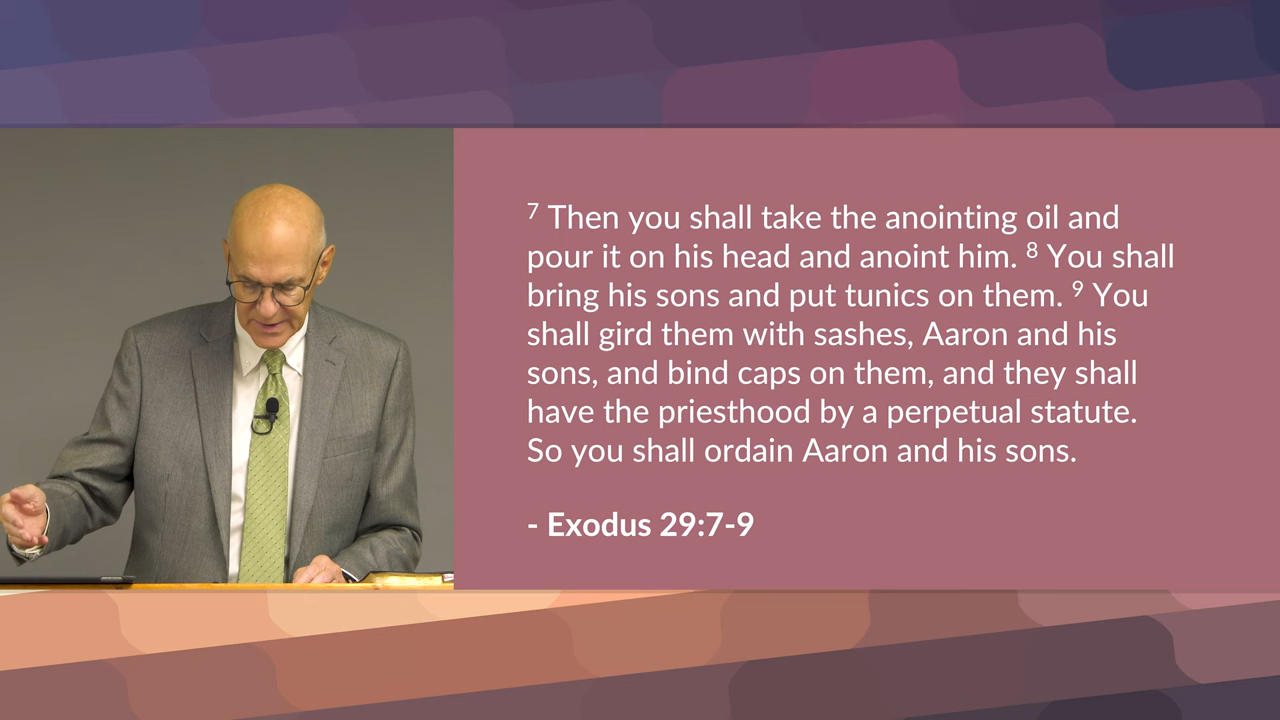 7 Then you shall take the anointing oil and
pour it on his head and anoint him. 8 You shall
bring his sons and put tunics on them. 9 You
shall gird them with sashes, Aaron and his
sons, and bind caps on them, and they shall
have the priesthood by a perpetual statute.
So you shall ordain Aaron and his sons.
- Exodus 29:7-9